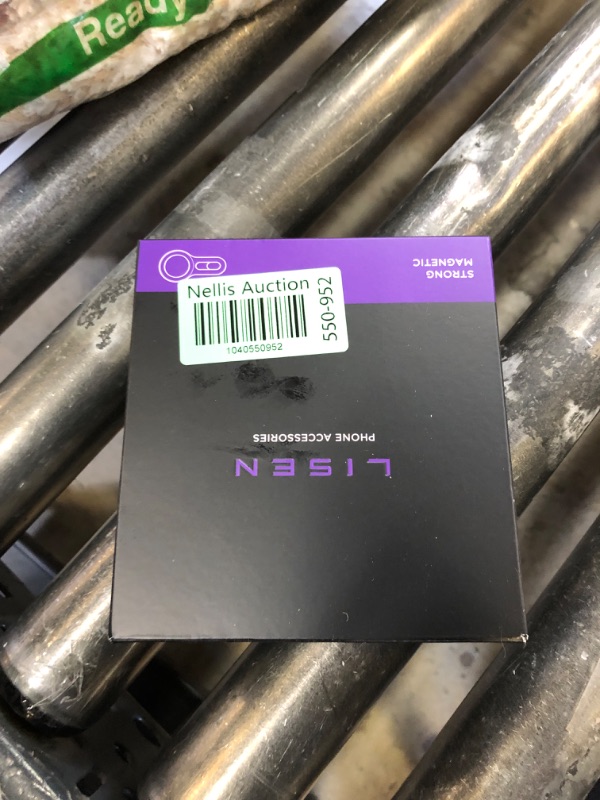 Ready
STRONG
MAGNETIC
Nellis Auction
1040550952
550-952
PHONE ACCESSORIES
LISEN